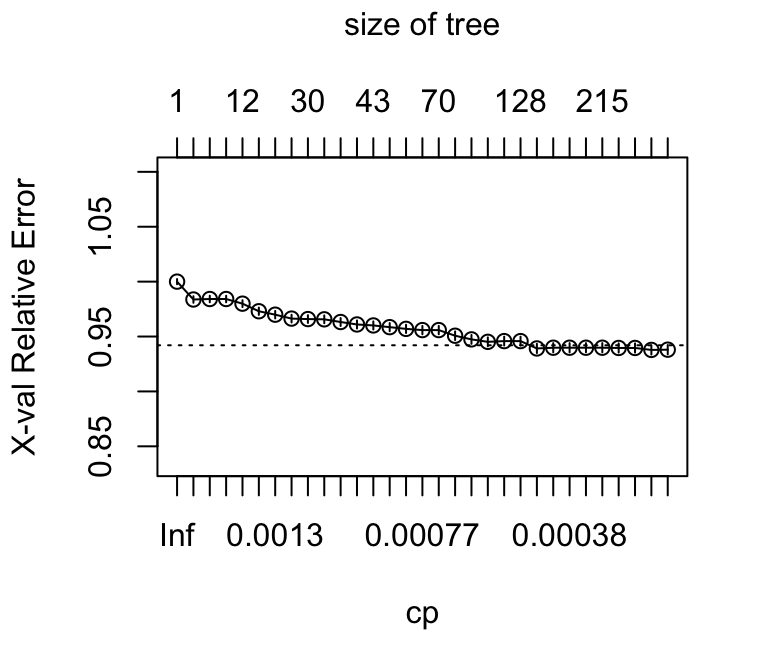 size of tree
1 12 30 43 70 128 215
X-val Relative Error
1.05
0.95
0.85
Inf 0.0013 0.00077 0.00038
cp